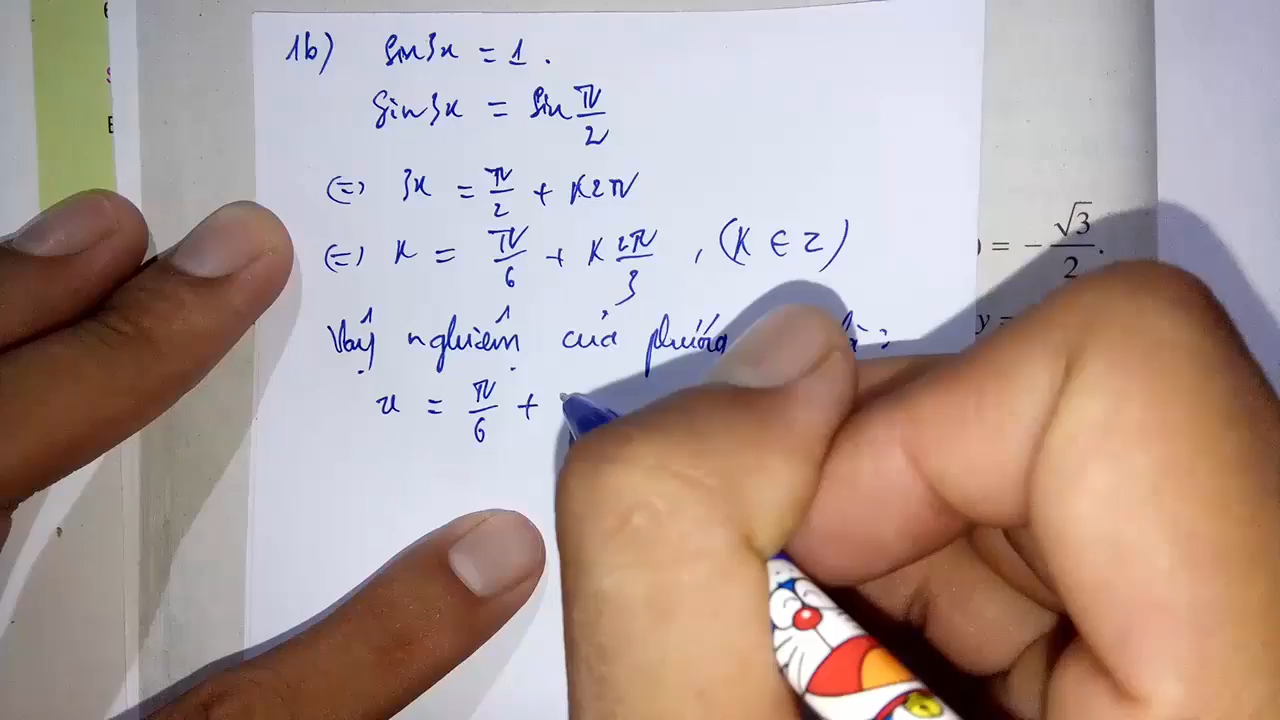 1b) sin3x = 1.
sin3x = sin π/2
⇔ 3x = π/2 + K2π
⇔ x = π/6 + K 2π/3 , (K ∈ Z)
Vậy nghiệm của phương là:
x = π/6 +
) = - √3/2.
y =